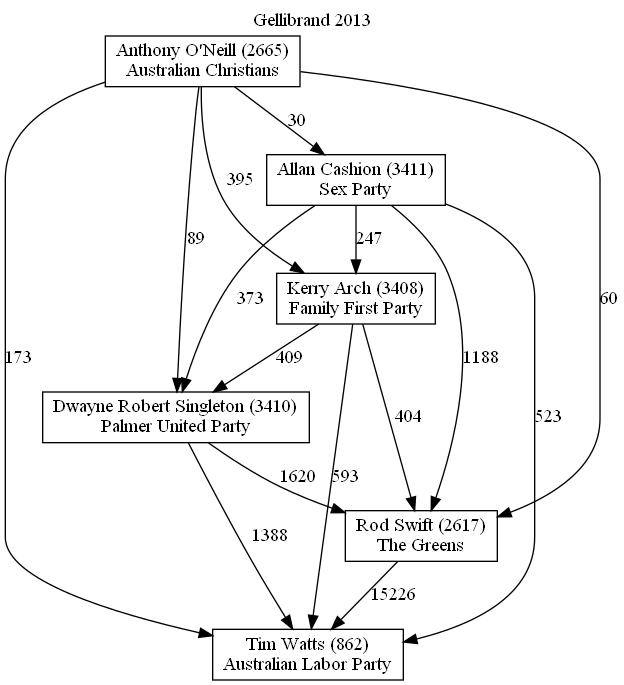 Gellibrand 2013
Anthony O'Neill (2665)
Australian Christians
30
Allan Cashion (3411)
Sex Party
395
89
247
Kerry Arch (3408)
Family First Party
373
60
173
409
1188
Dwayne Robert Singleton (3410)
Palmer United Party
404
523
1620
593
1388
Rod Swift (2617)
The Greens
15226
Tim Watts (862)
Australian Labor Party